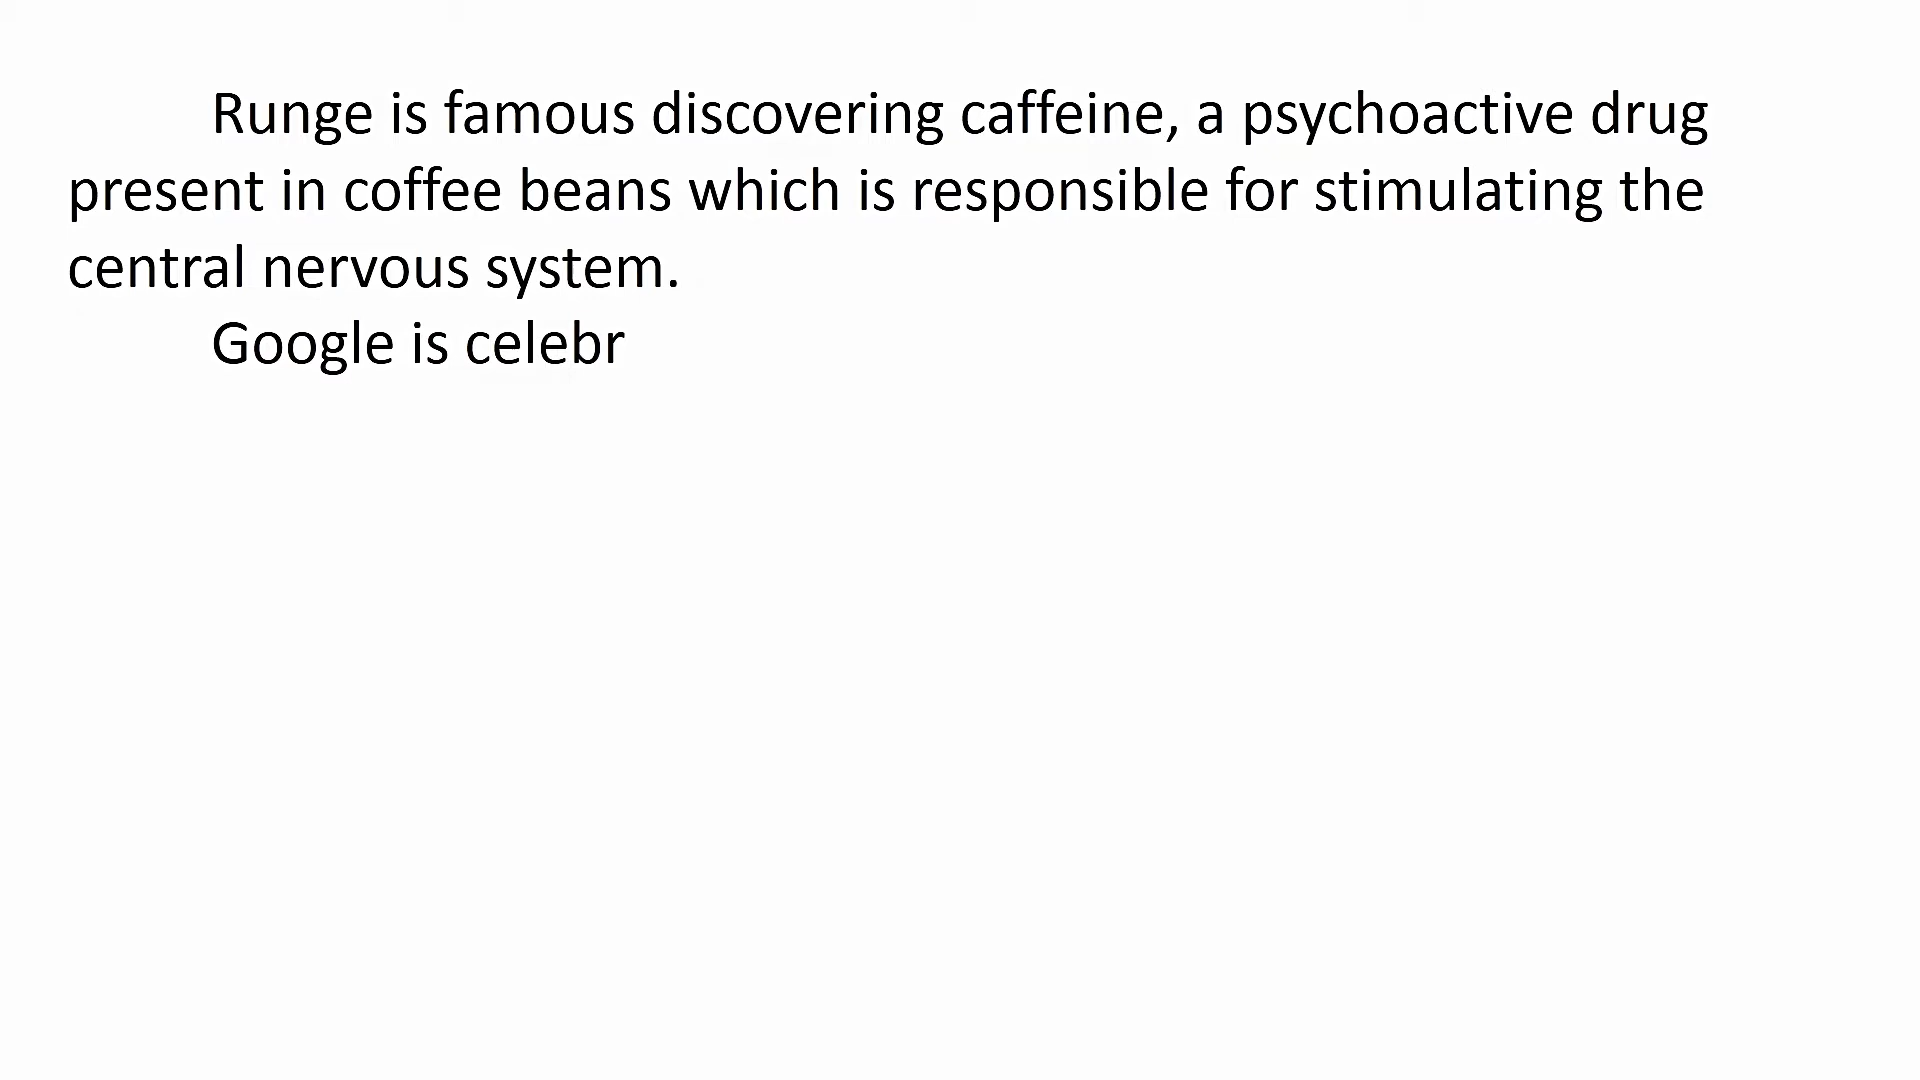 Runge is famous discovering caffeine, a psychoactive drug
present in coffee beans which is responsible for stimulating the
central nervous system.
Google is celebr